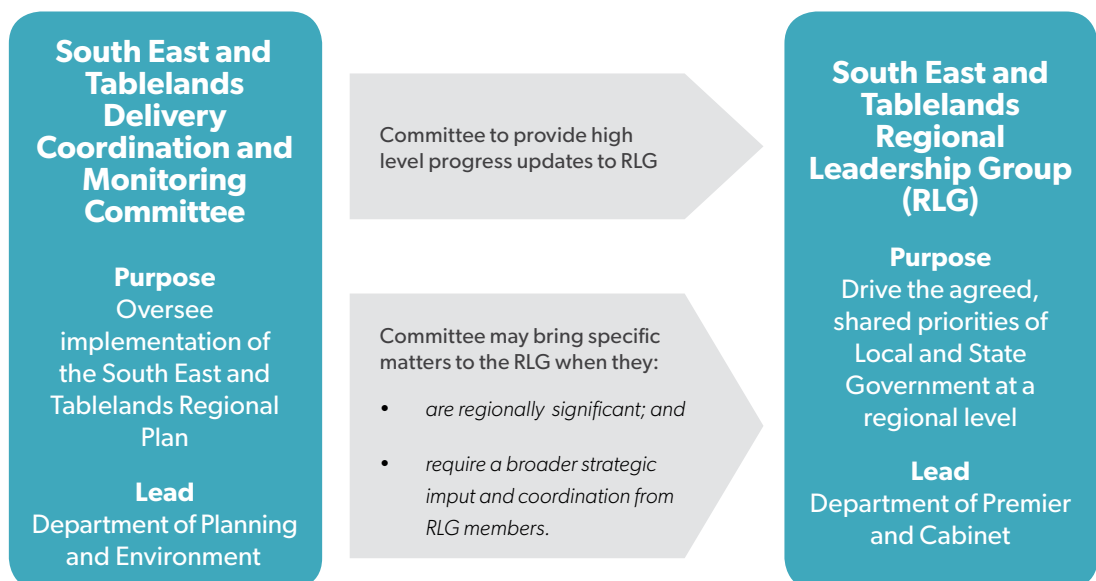 South East and
Tablelands
Delivery
Coordination and
Monitoring
Committee
Purpose
Oversee
implementation of
the South East and
Tablelands Regional
Plan
Lead
Department of Planning
and Environment
Committee to provide high
level progress updates to RLG
Committee may bring specific
matters to the RLG when they:
• are regionally significant; and
• require a broader strategic
imput and coordination from
RLG members.
South East and
Tablelands
Regional
Leadership Group
(RLG)
Purpose
Drive the agreed,
shared priorities of
Local and State
Government at a
regional level
Lead
Department of Premier
and Cabinet